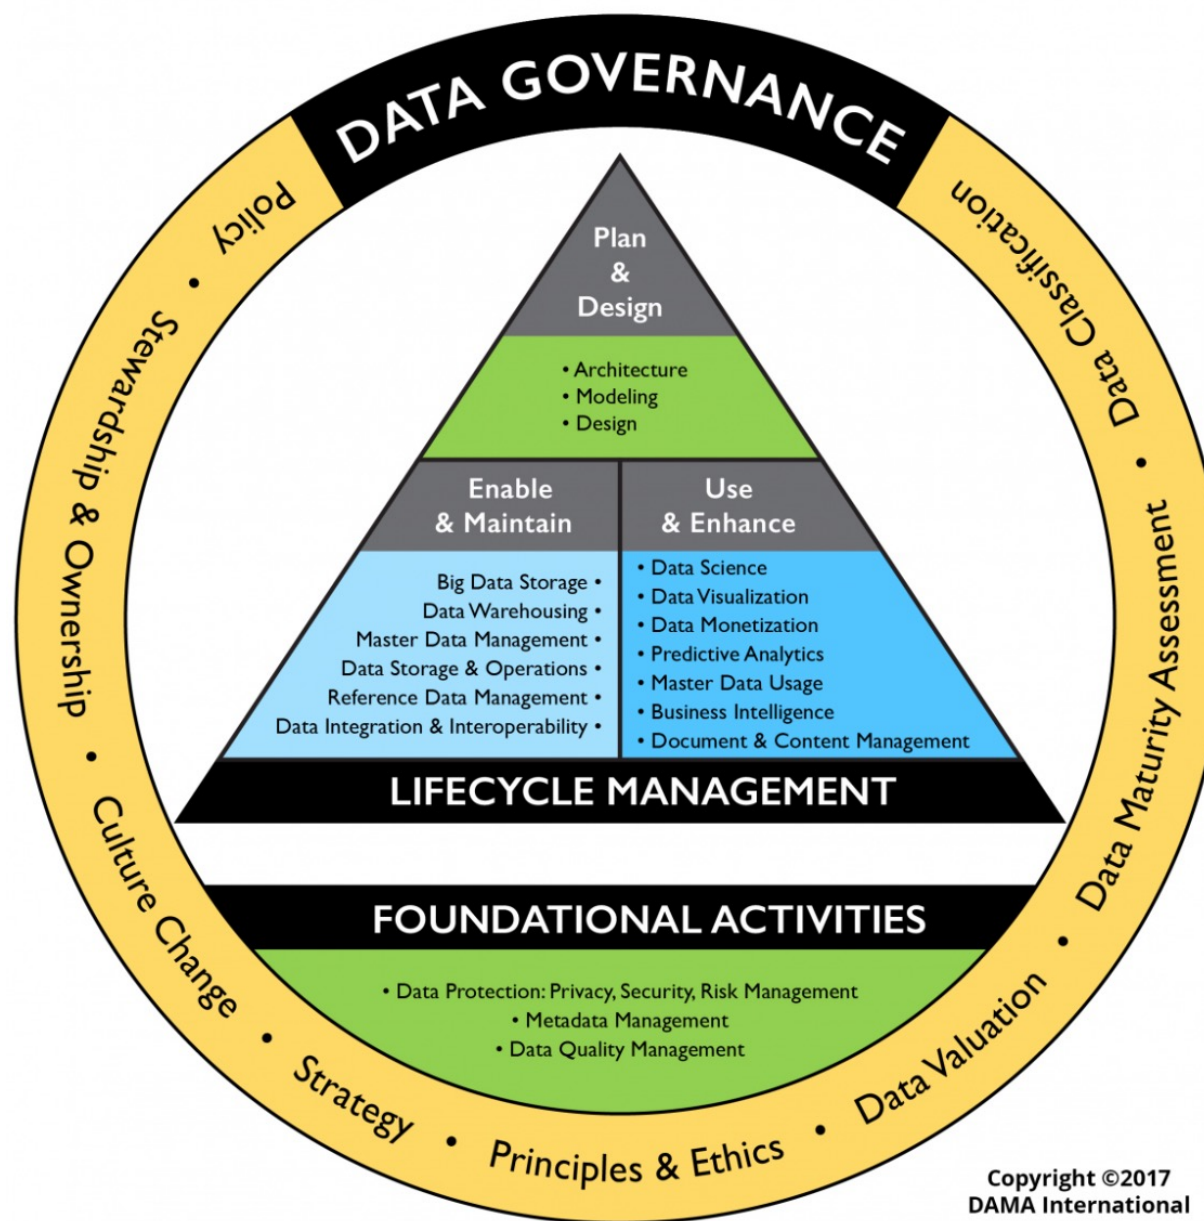 DATA GOVERNANCE
Policy • Stewardship & Ownership • Culture Change • Strategy • Principles & Ethics • Data Valuation • Data Maturity Assessment • Data Classification
Plan
&
Design
• Architecture
• Modeling
• Design
Enable
& Maintain
Big Data Storage •
Data Warehousing •
Master Data Management •
Data Storage & Operations •
Reference Data Management •
Data Integration & Interoperability •
Use
& Enhance
• Data Science
• Data Visualization
• Data Monetization
• Predictive Analytics
• Master Data Usage
• Business Intelligence
• Document & Content Management
LIFECYCLE MANAGEMENT
FOUNDATIONAL ACTIVITIES
• Data Protection: Privacy, Security, Risk Management
• Metadata Management
• Data Quality Management
Copyright ©2017
DAMA International